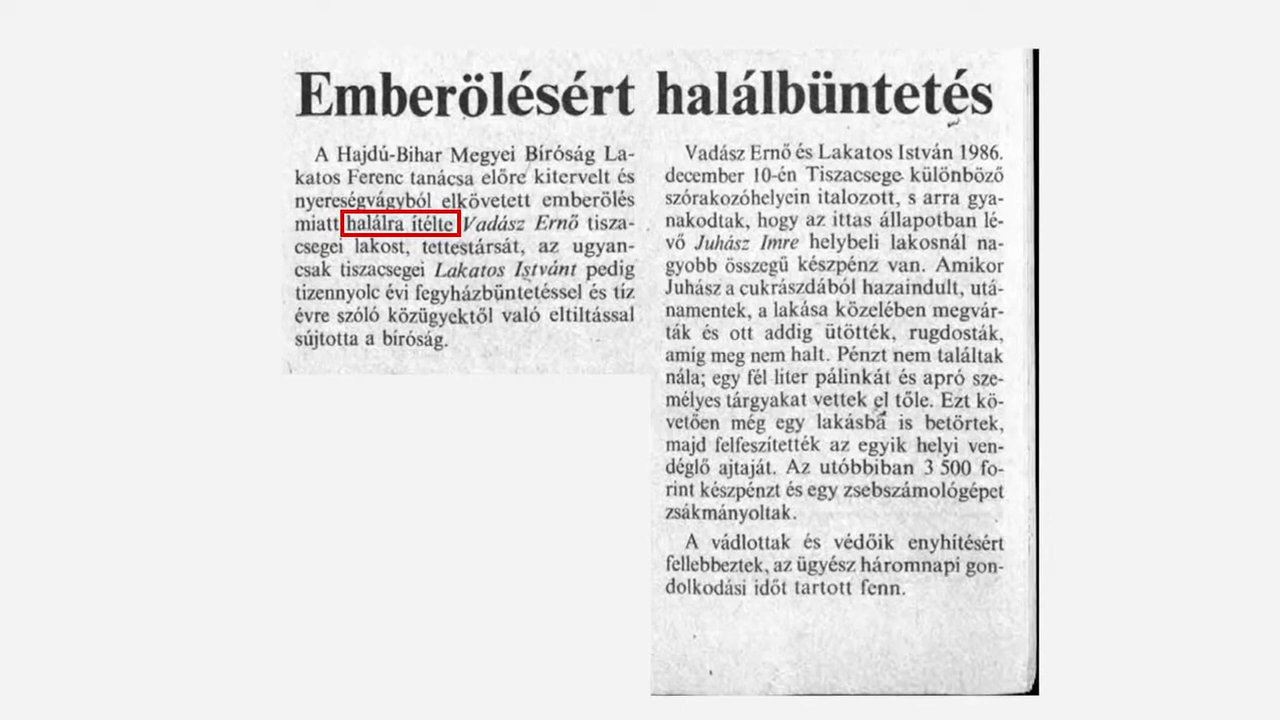 Emberölésért halálbüntetés
A Hajdú-Bihar Megyei Bíróság La-
katos Ferenc tanácsa előre kitervelt és
nyereségvágyból elkövetett emberölés
miatt halálra ítélte Vadász Ernő tisza-
csegei lakost, tettestársát, az ugyan-
csak tiszacsegei Lakatos Istvánt pedig
tizennyolc évi fegyházbüntetéssel és tíz
évre szóló közügyektől való eltiltással
sújtotta a bíróság.
Vadász Ernő és Lakatos István 1986.
december 10-én Tiszacsege különböző
szórakozóhelyein italozott, s arra gya-
nakodtak, hogy az ittas állapotban lé-
vő Juhász Imre helybeli lakosnál na-
gyobb összegű készpénz van. Amikor
Juhász a cukrászdából hazaindult, utá-
namentek, a lakása közelében megvár-
ták és ott addig ütötték, rugdosták,
amíg meg nem halt. Pénzt nem találtak
nála; egy fél liter pálinkát és apró sze-
mélyes tárgyakat vettek el tőle. Ezt kö-
vetően még egy lakásba is betörtek,
majd felfeszítették az egyik helyi ven-
déglő ajtaját. Az utóbbiban 3 500 fo-
rint készpénzt és egy zsebszámológépet
zsákmányoltak.
A vádlottak és védőik enyhítésért
fellebbeztek, az ügyész háromnapi gon-
dolkodási időt tartott fenn.